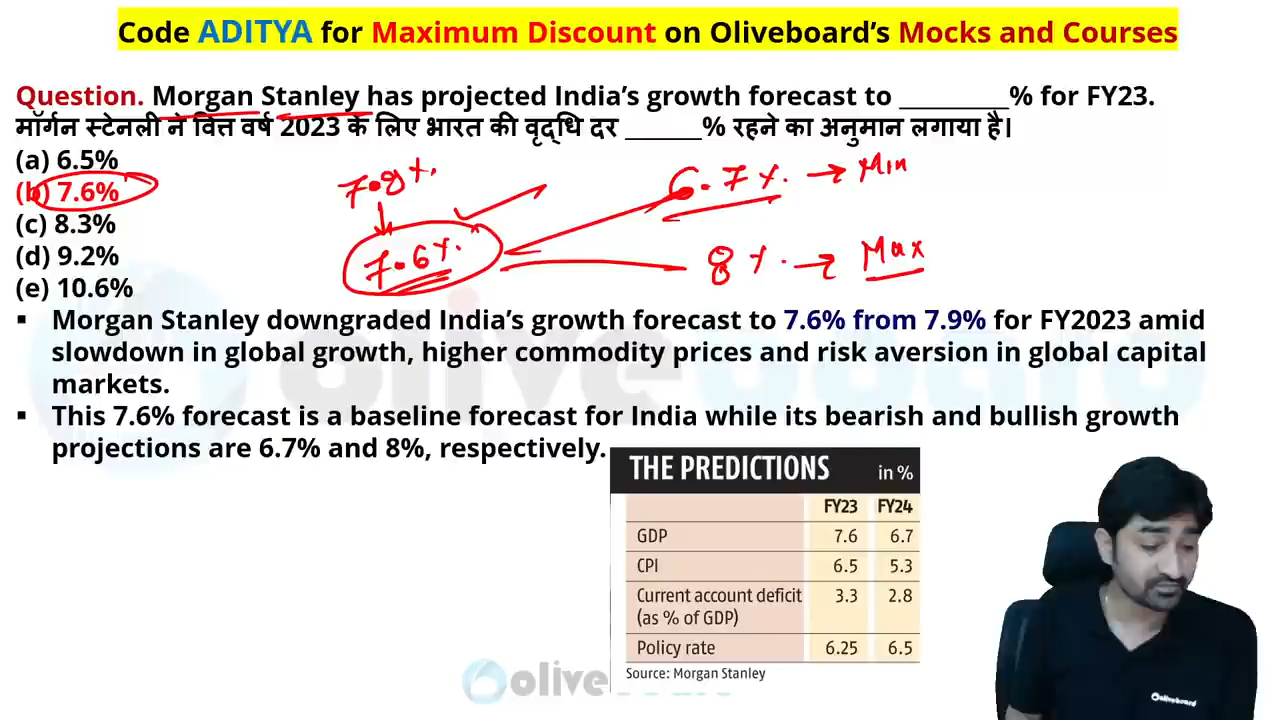 Code ADITYA for Maximum Discount on Oliveboard's Mocks and Courses
Question. Morgan Stanley has projected India's growth forecast to _________% for FY23.
मॉर्गन स्टेनली ने वित्त वर्ष 2023 के लिए भारत की वृद्धि दर _______% रहने का अनुमान लगाया है।
(a) 6.5%
(b) 7.6%
(c) 8.3%
(d) 9.2%
(e) 10.6%
7.9%.
7.6%.
6.7%. → Min
8%. → Max
▪ Morgan Stanley downgraded India's growth forecast to 7.6% from 7.9% for FY2023 amid
slowdown in global growth, higher commodity prices and risk aversion in global capital
markets.
▪ This 7.6% forecast is a baseline forecast for India while its bearish and bullish growth
projections are 6.7% and 8%, respectively.
THE PREDICTIONS in %
FY23 FY24
GDP 7.6 6.7
CPI 6.5 5.3
Current account deficit 3.3 2.8
(as % of GDP)
Policy rate 6.25 6.5
Source: Morgan Stanley
oliveboard
oliveboard
Oliveboard